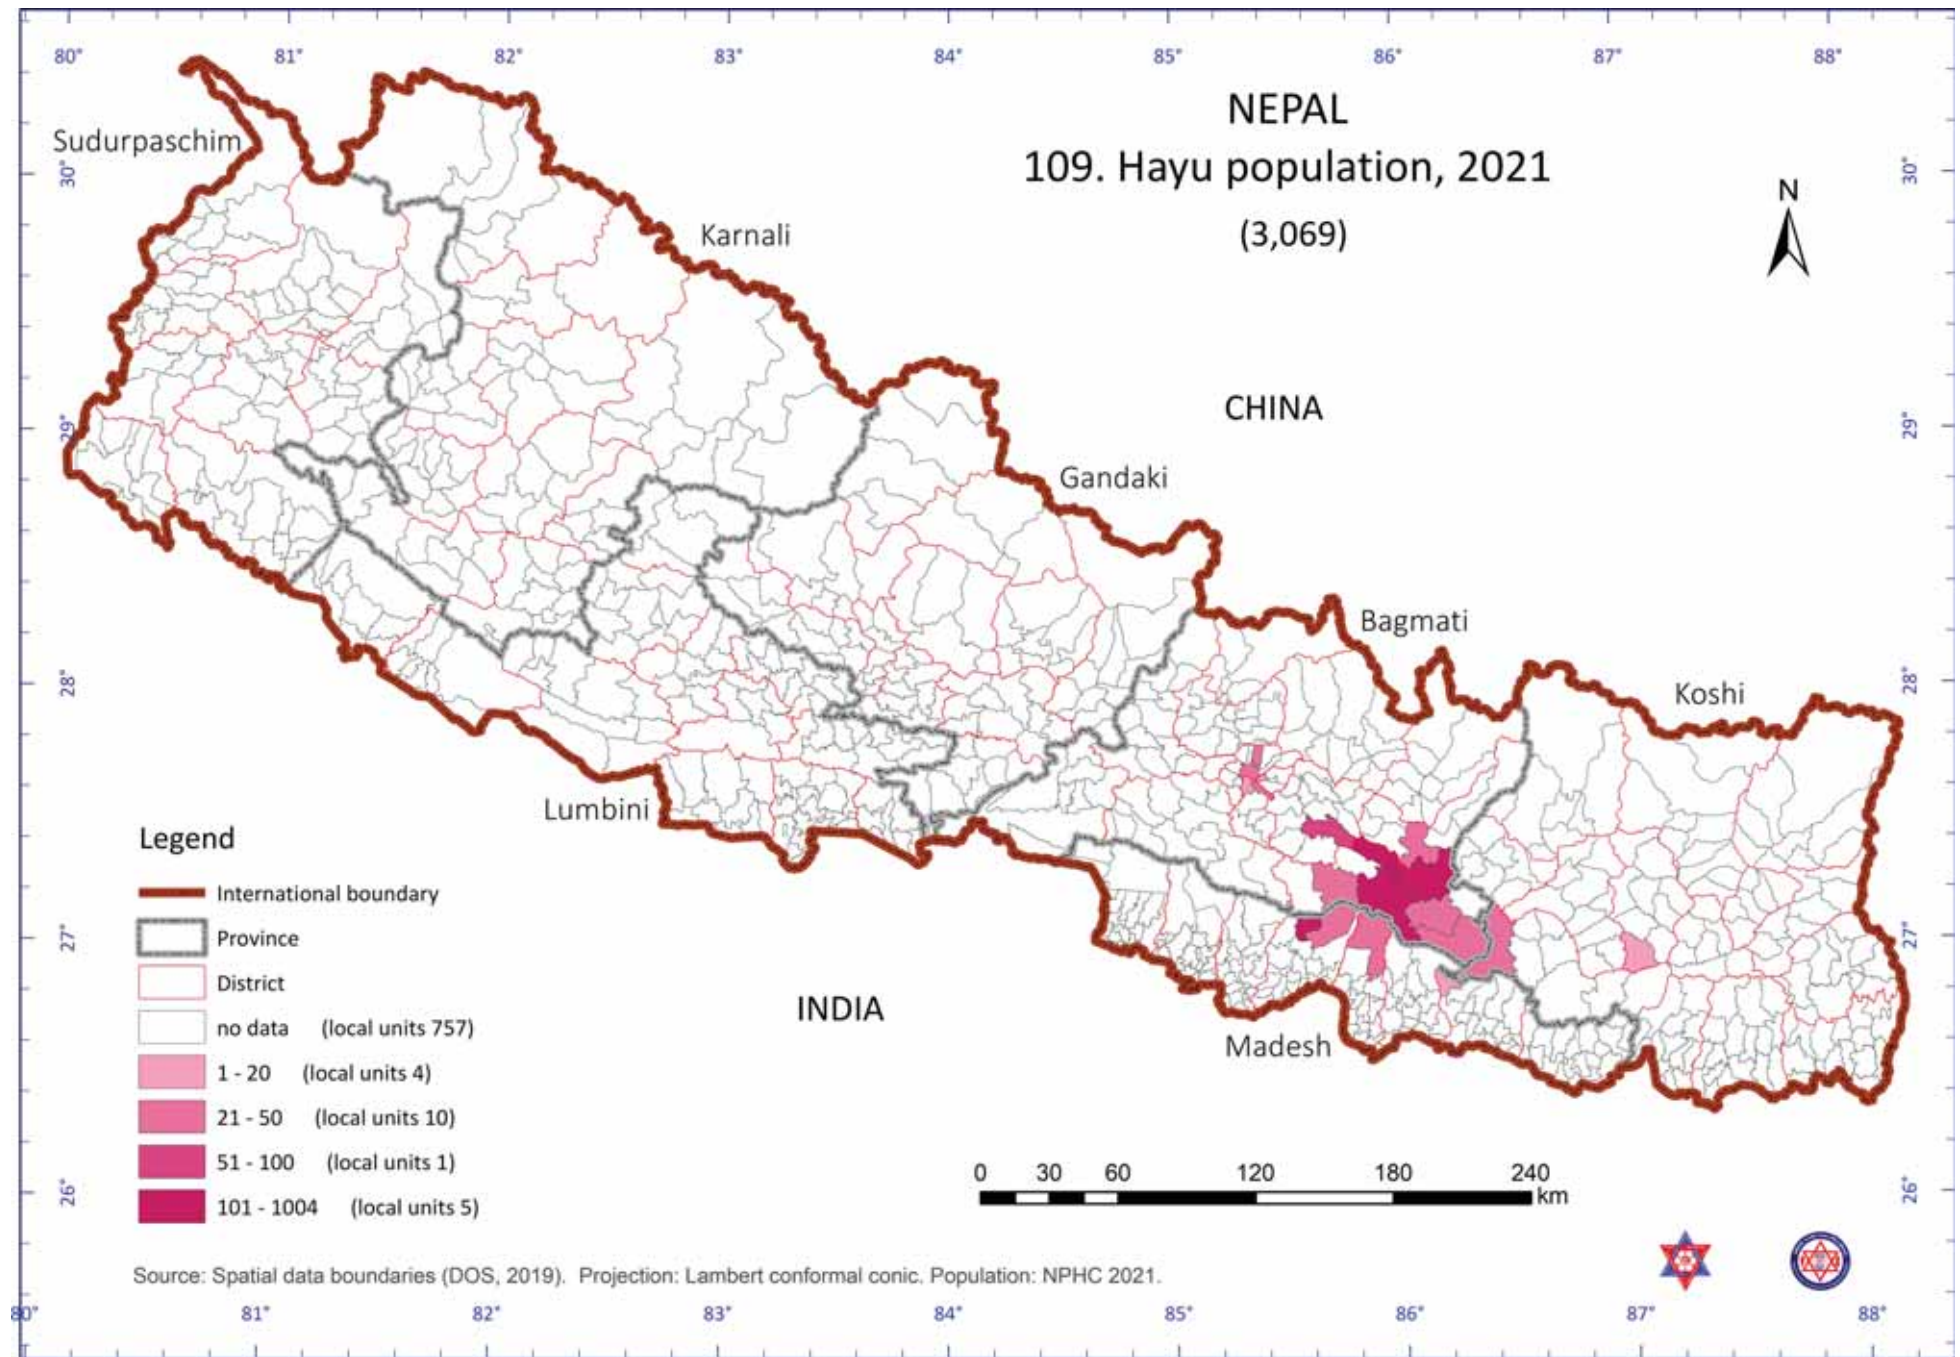 80° 81° 82° 83° 84° 85° 86° 87° 88°
NEPAL
109. Hayu population, 2021
(3,069)
N
Sudurpaschim
30° 30°
Karnali
CHINA
29° 29°
Gandaki
Bagmati
28° 28°
Koshi
Lumbini
27° 27°
INDIA
Madesh
Legend
International boundary
Province
District
no data (local units 757)
1 - 20 (local units 4)
21 - 50 (local units 10)
51 - 100 (local units 1)
101 - 1004 (local units 5)
0 30 60 120 180 240
km
26° 26°
Source: Spatial data boundaries (DOS, 2019). Projection: Lambert conformal conic. Population: NPHC 2021.
80° 81° 82° 83° 84° 85° 86° 87° 88°